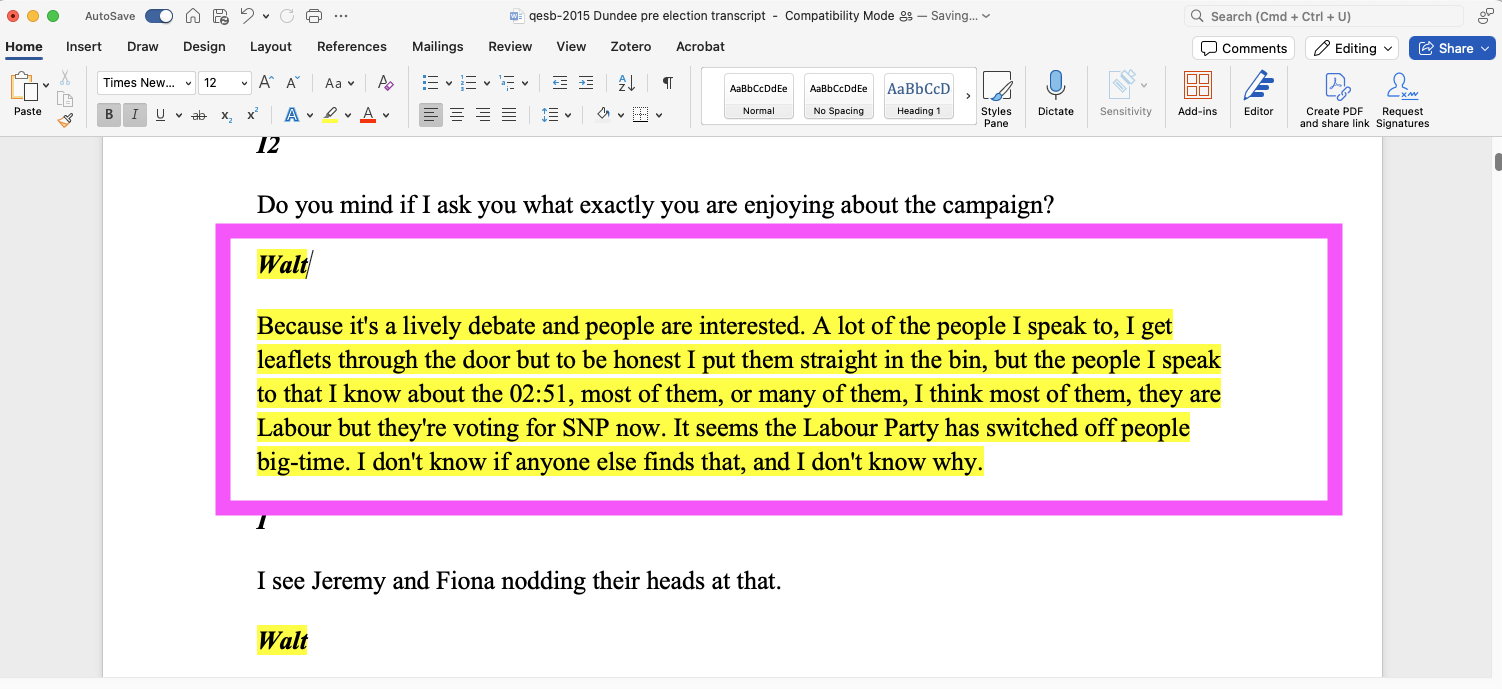 AutoSave
qesb-2015 Dundee pre election transcript - Compatibility Mode — Saving...
Search (Cmd + Ctrl + U)
Home Insert Draw Design Layout References Mailings Review View Zotero Acrobat
Comments Editing Share
Paste
Times New... 12 A A Aa A
B I U ab x₂ x² A A
A Z ¶
AaBbCcDdEe Normal
AaBbCcDdEe No Spacing
AaBbCcD Heading 1
Styles Pane
Dictate
Sensitivity
Add-ins
Editor
Create PDF and share link
Request Signatures
I2
Do you mind if I ask you what exactly you are enjoying about the campaign?
Walt
Because it's a lively debate and people are interested. A lot of the people I speak to, I get
leaflets through the door but to be honest I put them straight in the bin, but the people I speak
to that I know about the 02:51, most of them, or many of them, I think most of them, they are
Labour but they're voting for SNP now. It seems the Labour Party has switched off people
big-time. I don't know if anyone else finds that, and I don't know why.
I
I see Jeremy and Fiona nodding their heads at that.
Walt